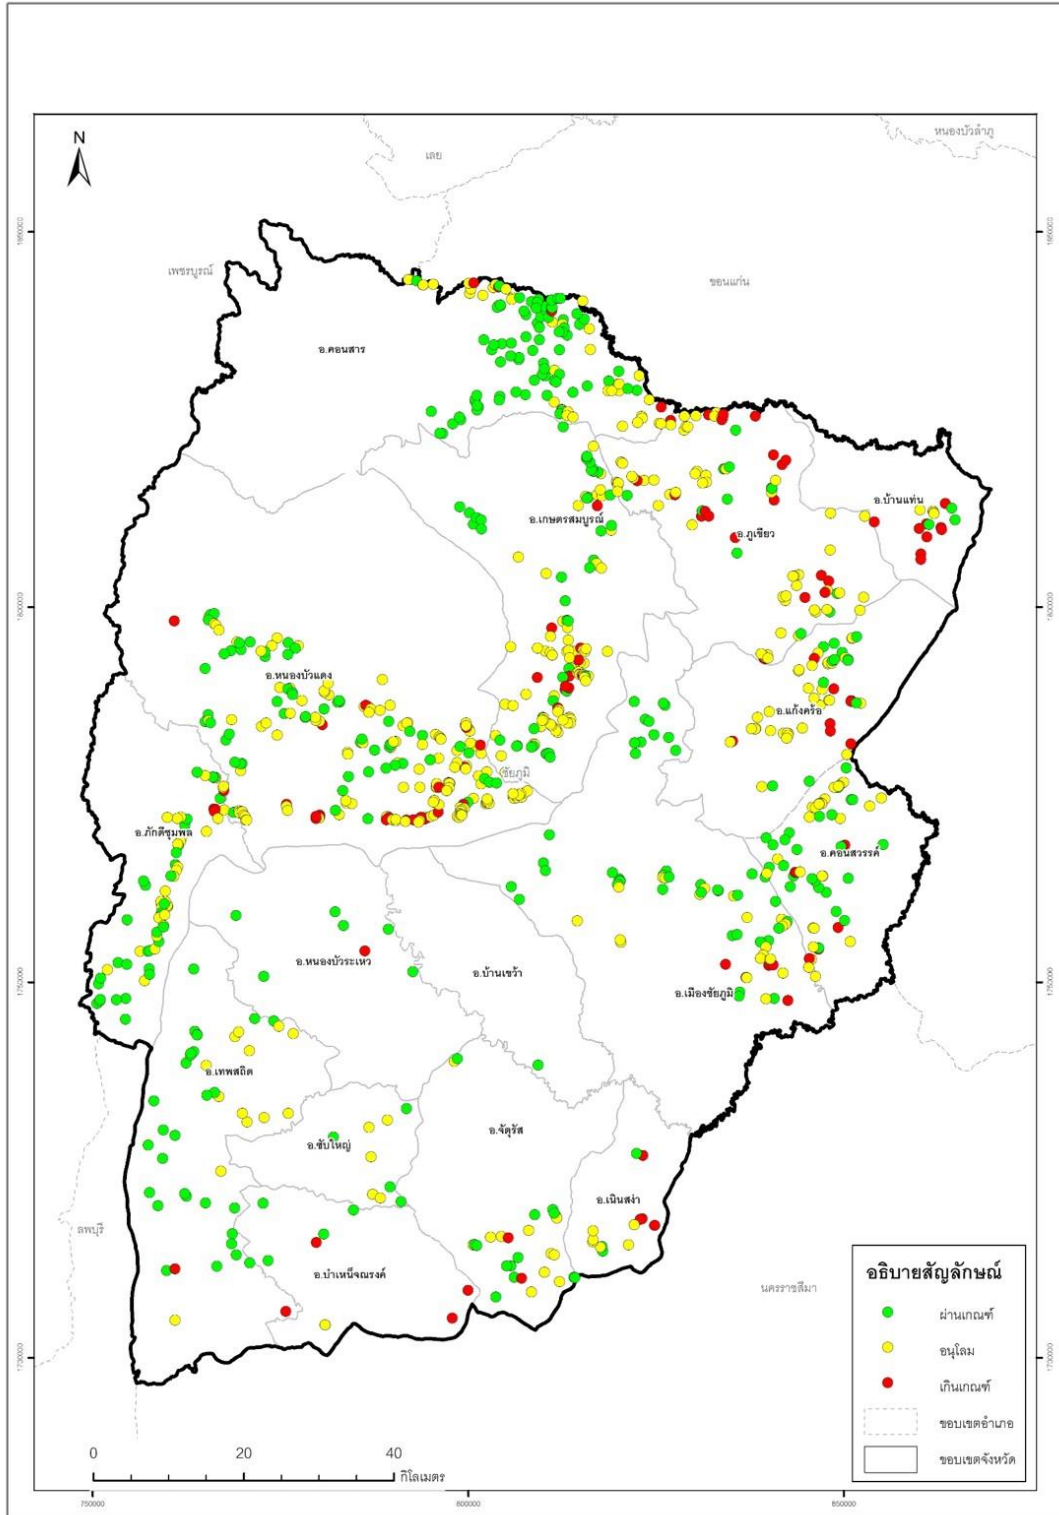 หนองบัวลำภู
N
เลย
1850000
1850000
เพชรบูรณ์
ขอนแก่น
อ.คอนสาร
อ.บ้านแท่น
อ.เกษตรสมบูรณ์
อ.ภูเขียว
1800000
1800000
อ.หนองบัวแดง
อ.แก้งคร้อ
ชัยภูมิ
อ.ภักดีชุมพล
อ.คอนสวรรค์
อ.หนองบัวระเหว
อ.บ้านเขว้า
1750000
1750000
อ.เมืองชัยภูมิ
อ.เทพสถิต
อ.จัตุรัส
อ.ซับใหญ่
อ.เนินสง่า
ลพบุรี
อ.บำเหน็จณรงค์
นครราชสีมา
อธิบายสัญลักษณ์
ผ่านเกณฑ์
อนุโลม
1700000
1700000
เกินเกณฑ์
ขอบเขตอำเภอ
ขอบเขตจังหวัด
0 20 40
กิโลเมตร
750000 800000 850000